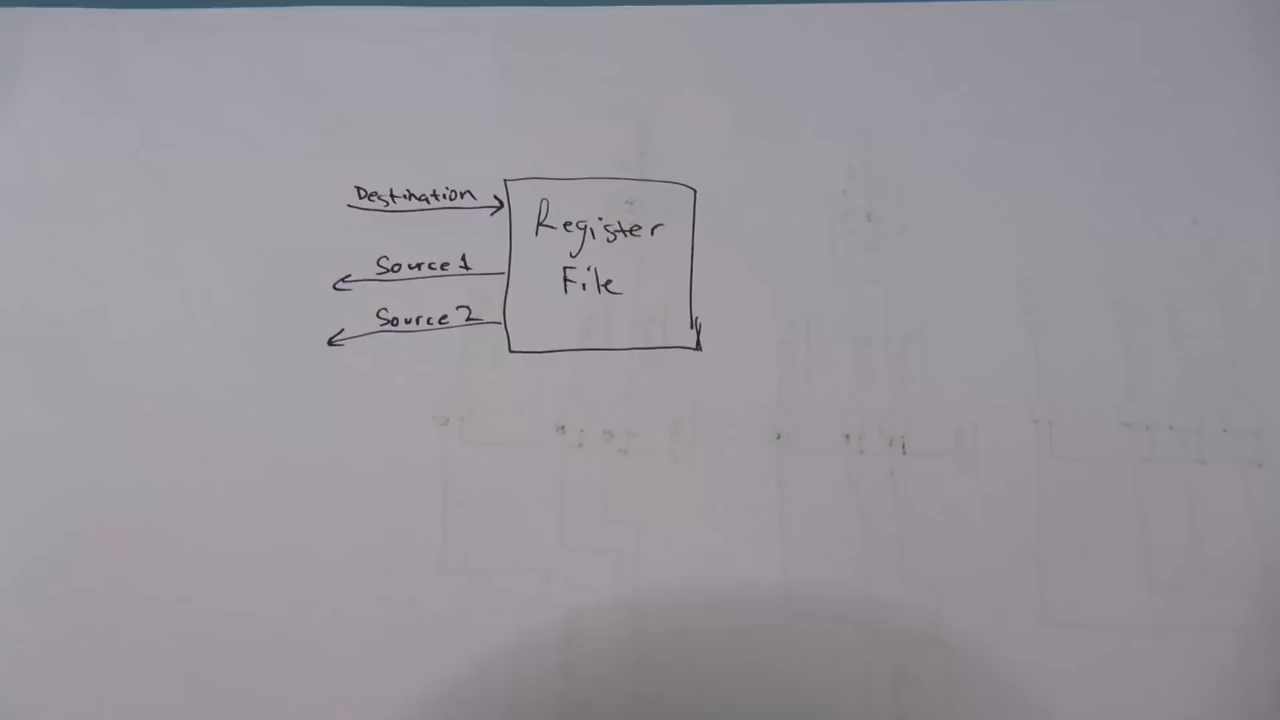 Destination
Source 1
Source 2
Register
File